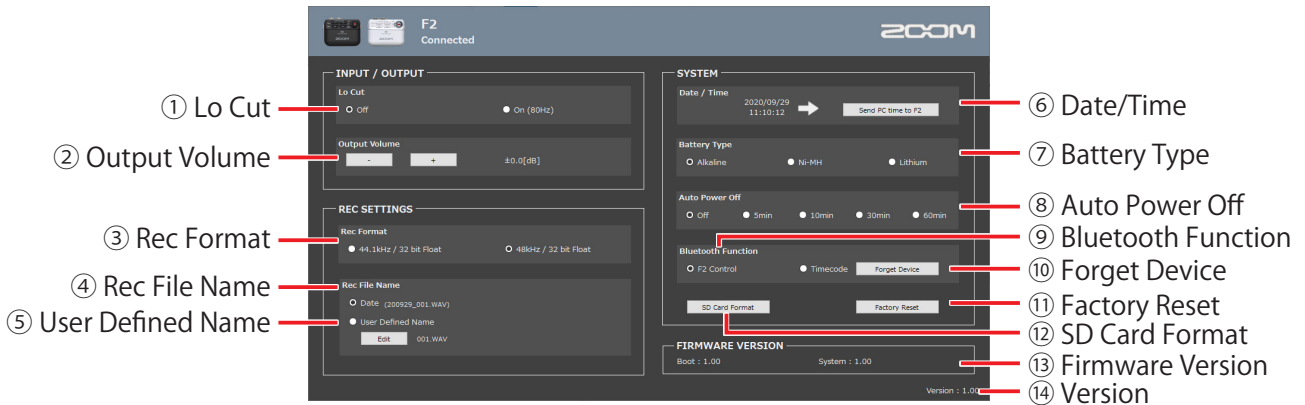 F2
Connected
ZOOM
INPUT / OUTPUT
Lo Cut
Off
On (80Hz)
Output Volume
-
+
±0.0[dB]
REC SETTINGS
Rec Format
44.1kHz / 32 bit Float
48kHz / 32 bit Float
Rec File Name
Date (200929_001.WAV)
User Defined Name
Edit
001.WAV
SYSTEM
Date / Time
2020/09/29
11:10:12
Send PC time to F2
Battery Type
Alkaline
Ni-MH
Lithium
Auto Power Off
Off
5min
10min
30min
60min
Bluetooth Function
F2 Control
Timecode
Forget Device
SD Card Format
Factory Reset
FIRMWARE VERSION
Boot : 1.00
System : 1.00
Version : 1.00
① Lo Cut
② Output Volume
③ Rec Format
④ Rec File Name
⑤ User Defined Name
⑥ Date/Time
⑦ Battery Type
⑧ Auto Power Off
⑨ Bluetooth Function
⑩ Forget Device
⑪ Factory Reset
⑫ SD Card Format
⑬ Firmware Version
⑭ Version